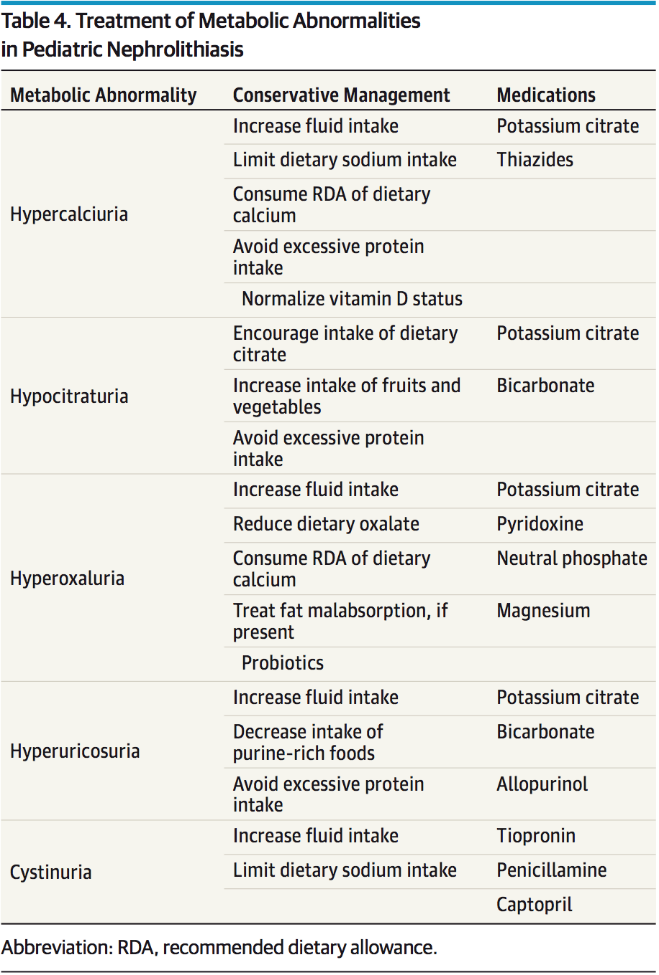 Table 4. Treatment of Metabolic Abnormalities
in Pediatric Nephrolithiasis
Metabolic Abnormality Conservative Management Medications
Hypercalciuria
Increase fluid intake Potassium citrate
Limit dietary sodium intake Thiazides
Consume RDA of dietary
calcium
Avoid excessive protein
intake
Normalize vitamin D status
Hypocitraturia
Encourage intake of dietary Potassium citrate
citrate
Increase intake of fruits and Bicarbonate
vegetables
Avoid excessive protein
intake
Hyperoxaluria
Increase fluid intake Potassium citrate
Reduce dietary oxalate Pyridoxine
Consume RDA of dietary Neutral phosphate
calcium
Treat fat malabsorption, if Magnesium
present
Probiotics
Hyperuricosuria
Increase fluid intake Potassium citrate
Decrease intake of Bicarbonate
purine-rich foods
Avoid excessive protein Allopurinol
intake
Cystinuria
Increase fluid intake Tiopronin
Limit dietary sodium intake Penicillamine
Captopril
Abbreviation: RDA, recommended dietary allowance.